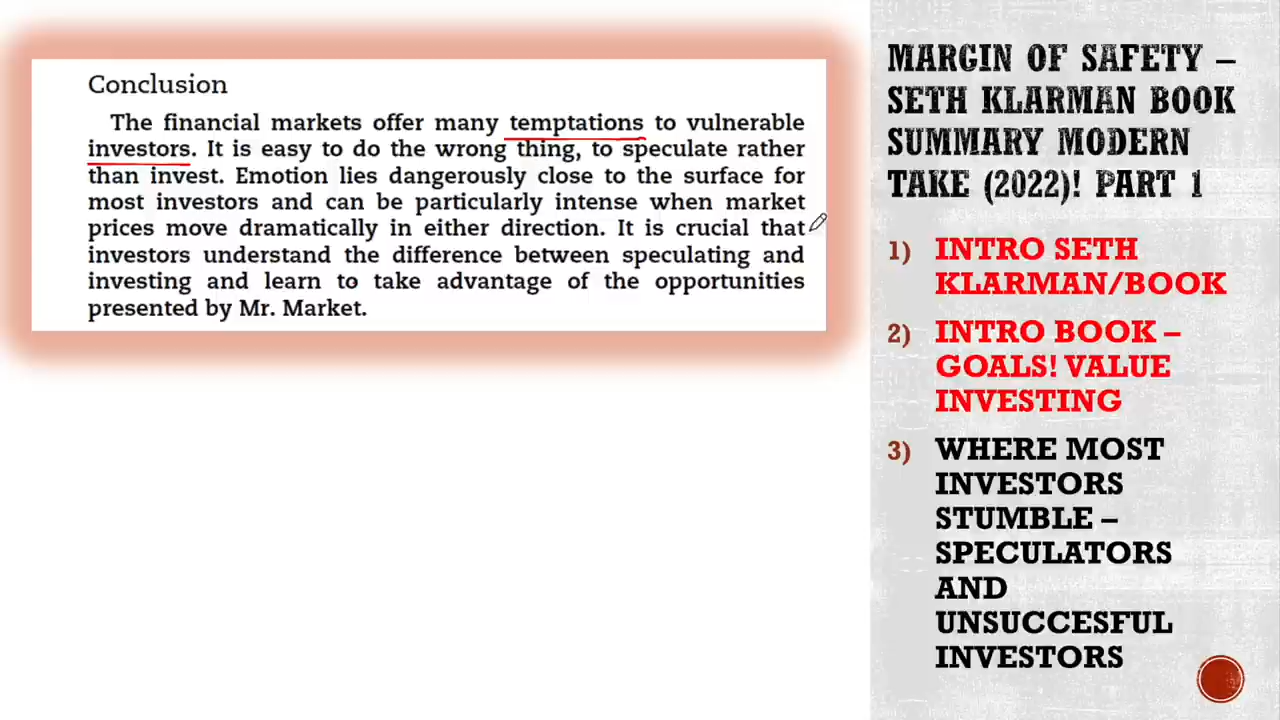 Conclusion
The financial markets offer many temptations to vulnerable
investors. It is easy to do the wrong thing, to speculate rather
than invest. Emotion lies dangerously close to the surface for
most investors and can be particularly intense when market
prices move dramatically in either direction. It is crucial that
investors understand the difference between speculating and
investing and learn to take advantage of the opportunities
presented by Mr. Market.
MARGIN OF SAFETY –
SETH KLARMAN BOOK
SUMMARY MODERN
TAKE (2022)! PART 1
1) INTRO SETH
KLARMAN/BOOK
2) INTRO BOOK –
GOALS! VALUE
INVESTING
3) WHERE MOST
INVESTORS
STUMBLE –
SPECULATORS
AND
UNSUCCESFUL
INVESTORS